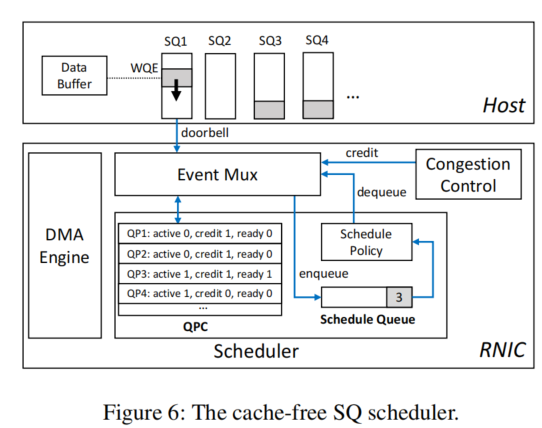 SQ1 SQ2 SQ3 SQ4
Data
Buffer
WQE
...
Host
doorbell
credit
Event Mux
Congestion
Control
dequeue
DMA
Engine
QP1: active 0, credit 1, ready 0
QP2: active 0, credit 1, ready 0
QP3: active 1, credit 1, ready 1
QP4: active 1, credit 0, ready 0
...
QPC
Schedule
Policy
enqueue
3
Schedule Queue
Scheduler
RNIC
Figure 6: The cache-free SQ scheduler.